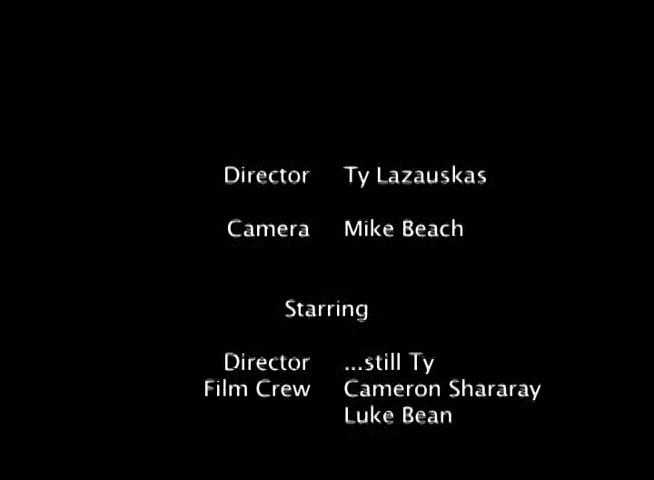 Director Ty Lazauskas
Camera Mike Beach
Starring
Director ...still Ty
Film Crew Cameron Shararay
Luke Bean